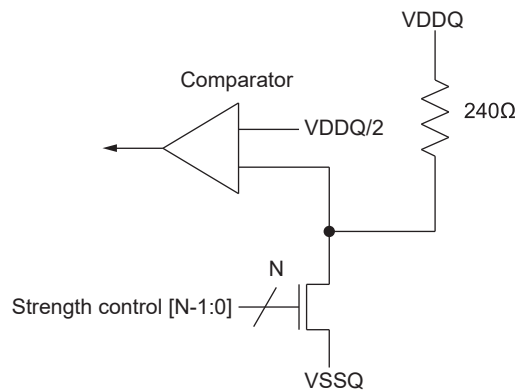 VDDQ
Comparator
240Ω
VDDQ/2
N
Strength control [N-1:0]
VSSQ